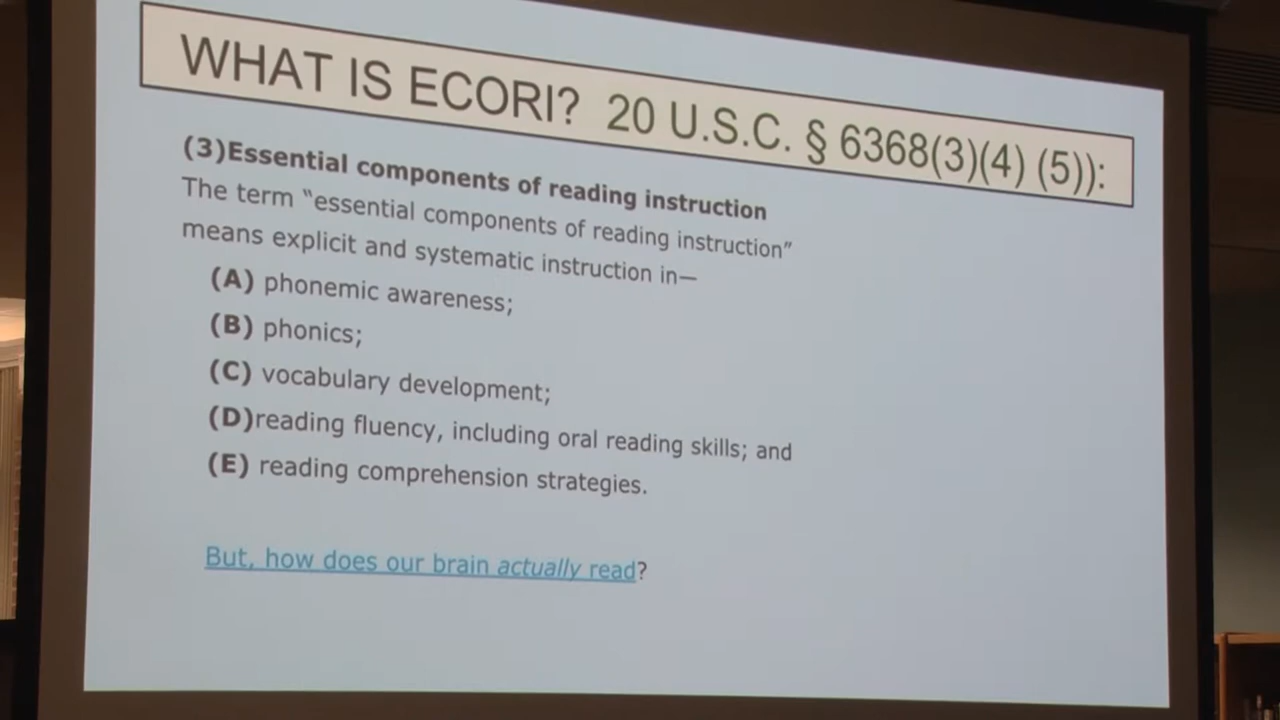 WHAT IS ECORI? 20 U.S.C. § 6368(3)(4) (5)):
(3)Essential components of reading instruction
The term “essential components of reading instruction”
means explicit and systematic instruction in—
(A) phonemic awareness;
(B) phonics;
(C) vocabulary development;
(D)reading fluency, including oral reading skills; and
(E) reading comprehension strategies.
But, how does our brain actually read?